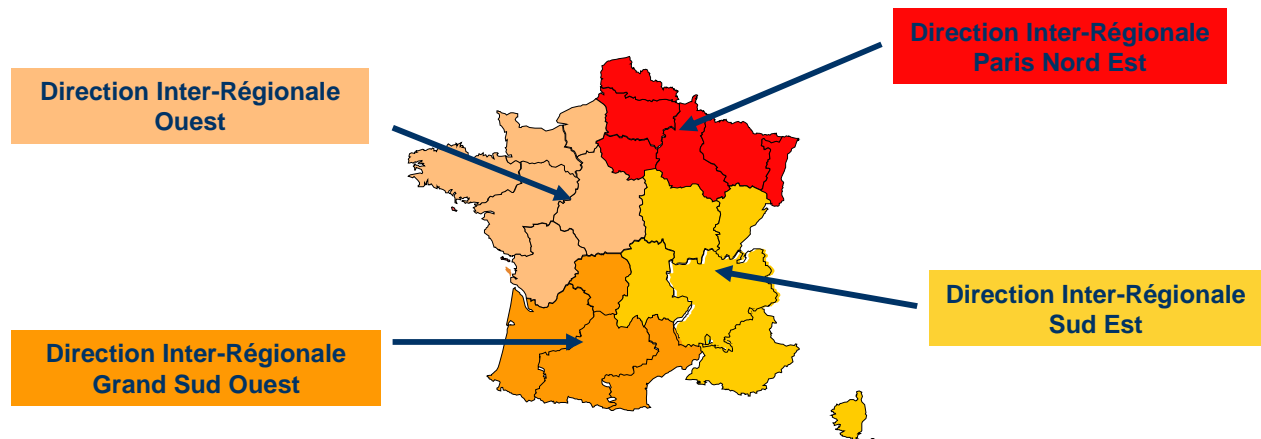 Direction Inter-Régionale
Paris Nord Est
Direction Inter-Régionale
Ouest
Direction Inter-Régionale
Sud Est
Direction Inter-Régionale
Grand Sud Ouest